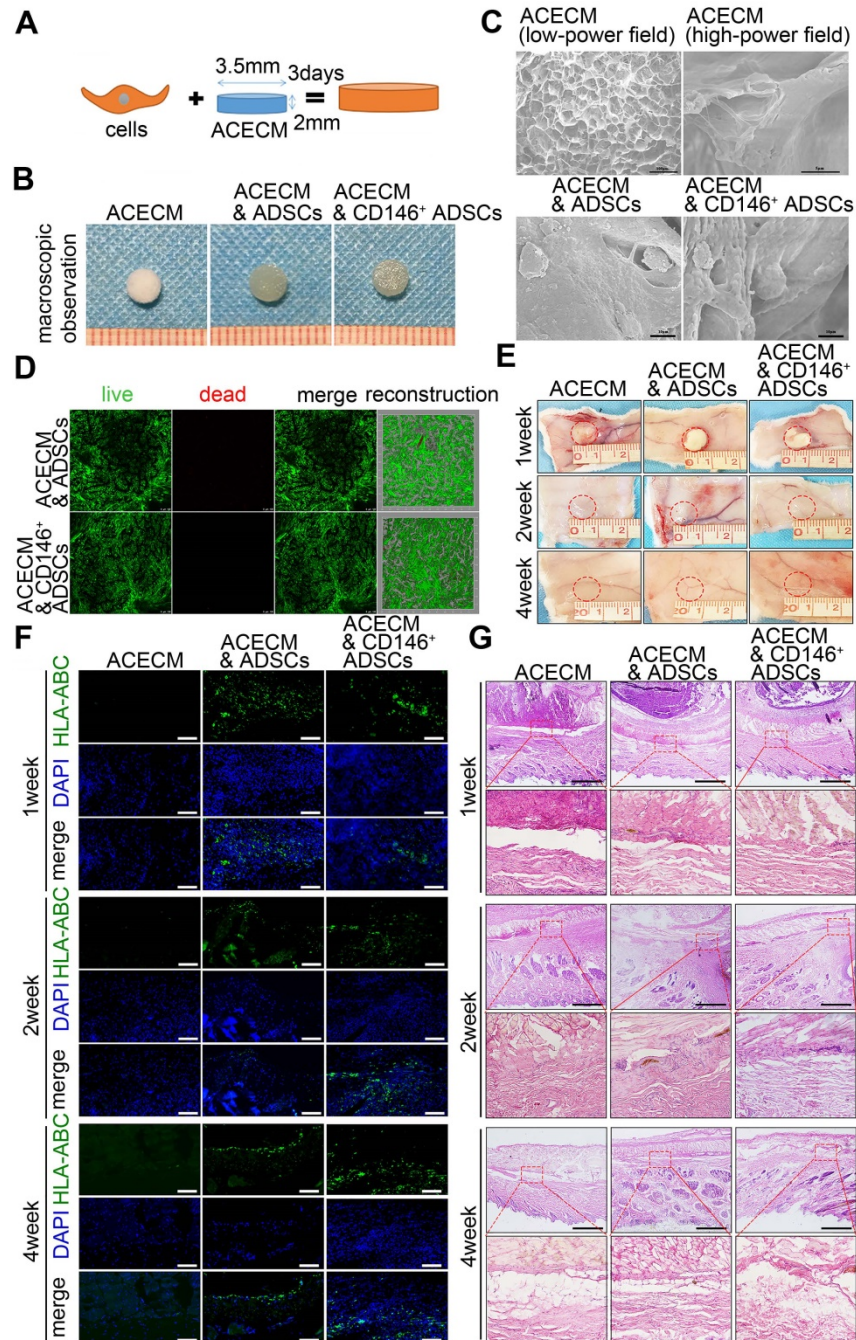 A
3.5mm
3days
+
=
2mm
cells
ACECM
B
ACECM
ACECM
& ADSCs
ACECM
& CD146⁺ ADSCs
macroscopic
observation
C
ACECM
(low-power field)
ACECM
(high-power field)
ACECM
& ADSCs
ACECM
& CD146⁺ ADSCs
D
live
dead
merge
reconstruction
ACECM
& ADSCs
ACECM
& CD146⁺
ADSCs
E
ACECM
ACECM
& ADSCs
ACECM
& CD146⁺
ADSCs
1week
2week
4week
F
ACECM
ACECM
& ADSCs
ACECM
& CD146⁺
ADSCs
1week
HLA-ABC
DAPI
merge
2week
HLA-ABC
DAPI
merge
4week
HLA-ABC
DAPI
merge
G
ACECM
ACECM
& ADSCs
ACECM
& CD146⁺
ADSCs
1week
2week
4week